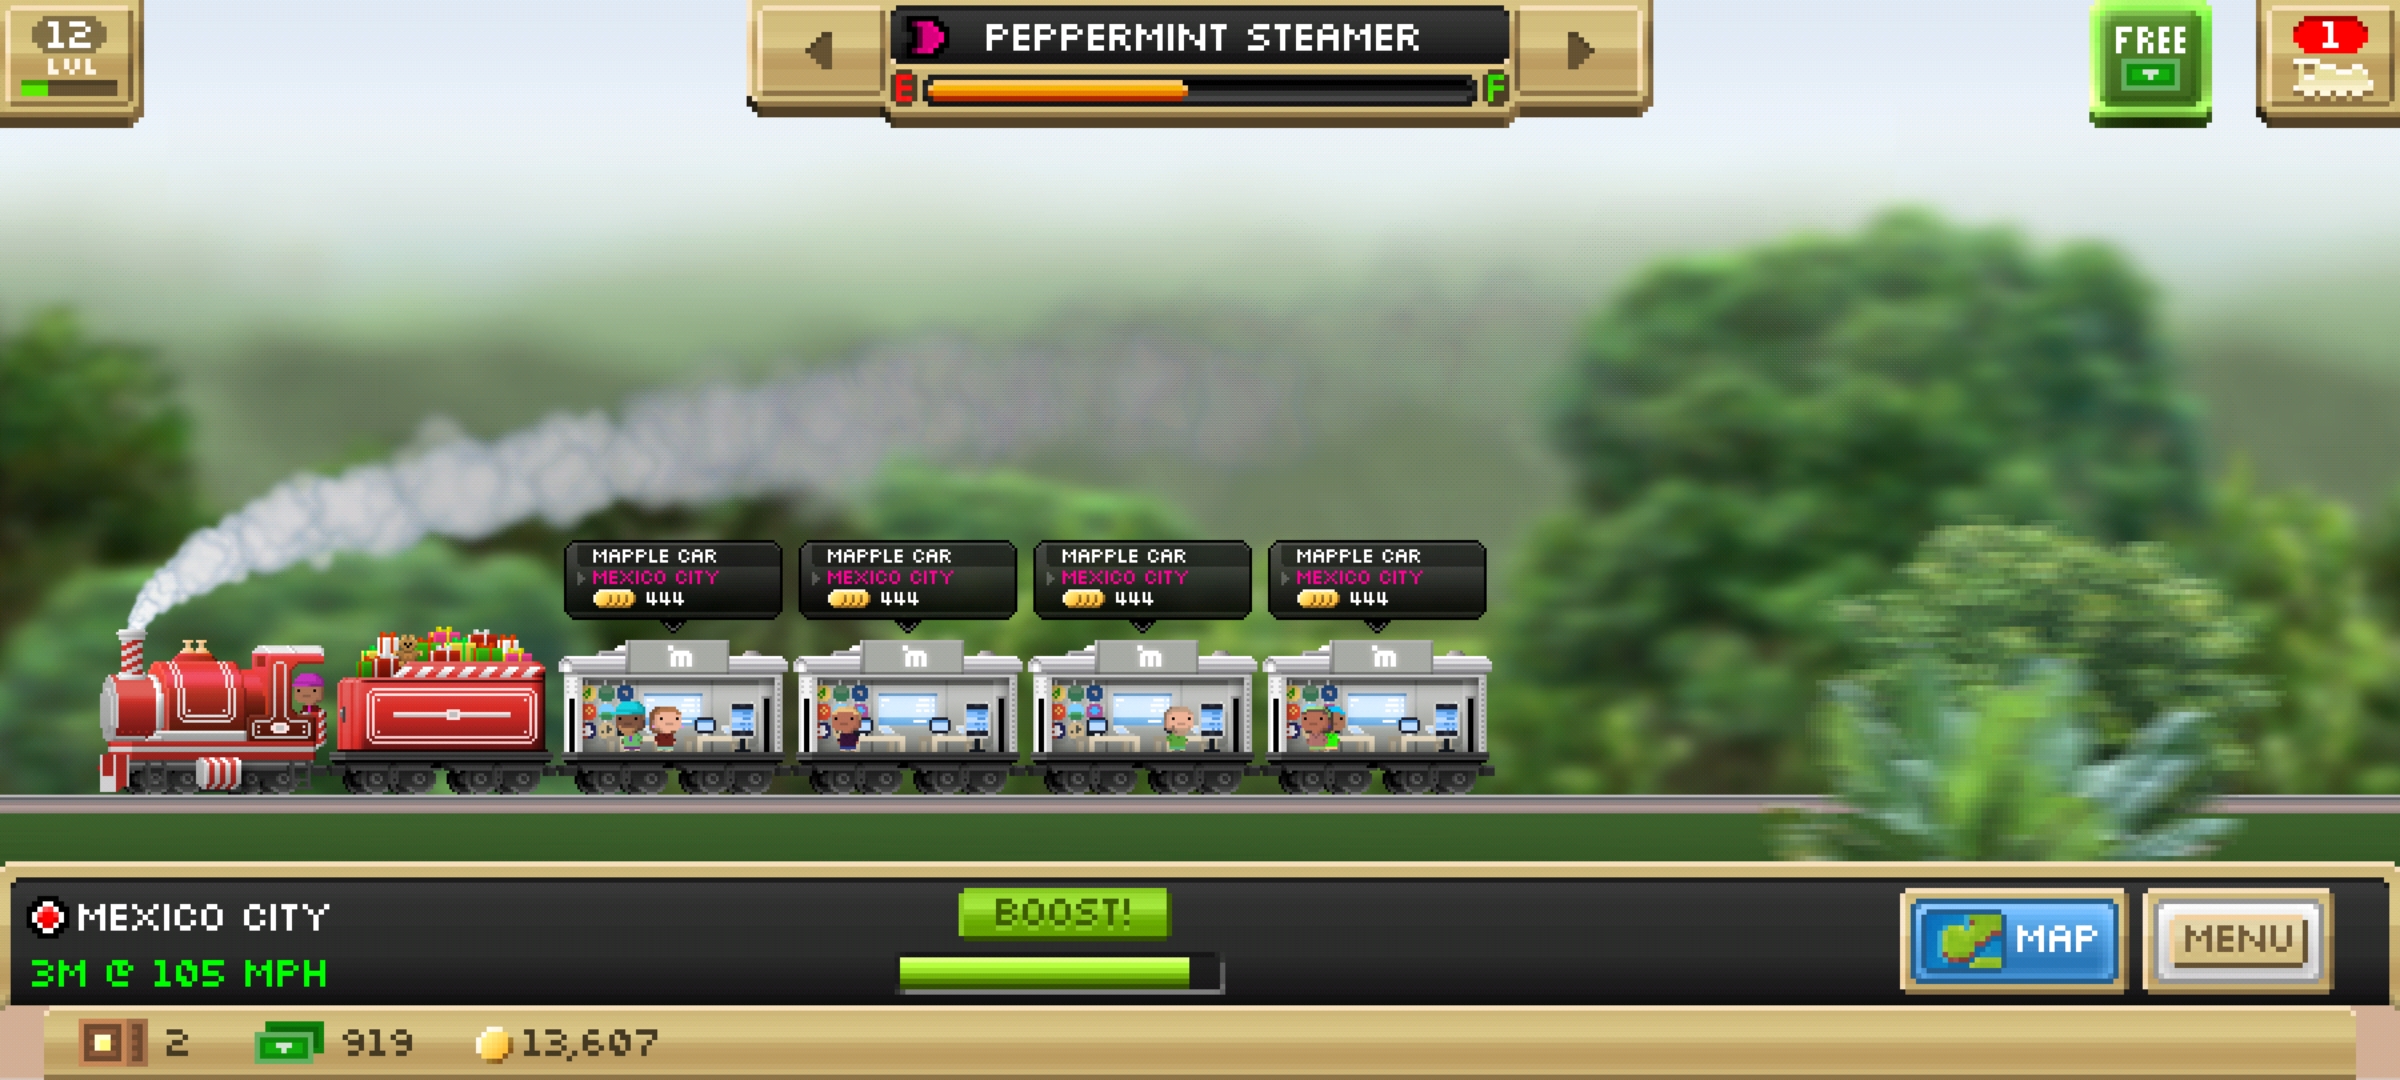 12
LVL
PEPPERMINT STEAMER
E F
FREE
1
MAPPLE CAR
MEXICO CITY
444
MAPPLE CAR
MEXICO CITY
444
MAPPLE CAR
MEXICO CITY
444
MAPPLE CAR
MEXICO CITY
444
m m m m
MEXICO CITY
3M @ 105 MPH
BOOST!
MAP
MENU
2 919 13,607